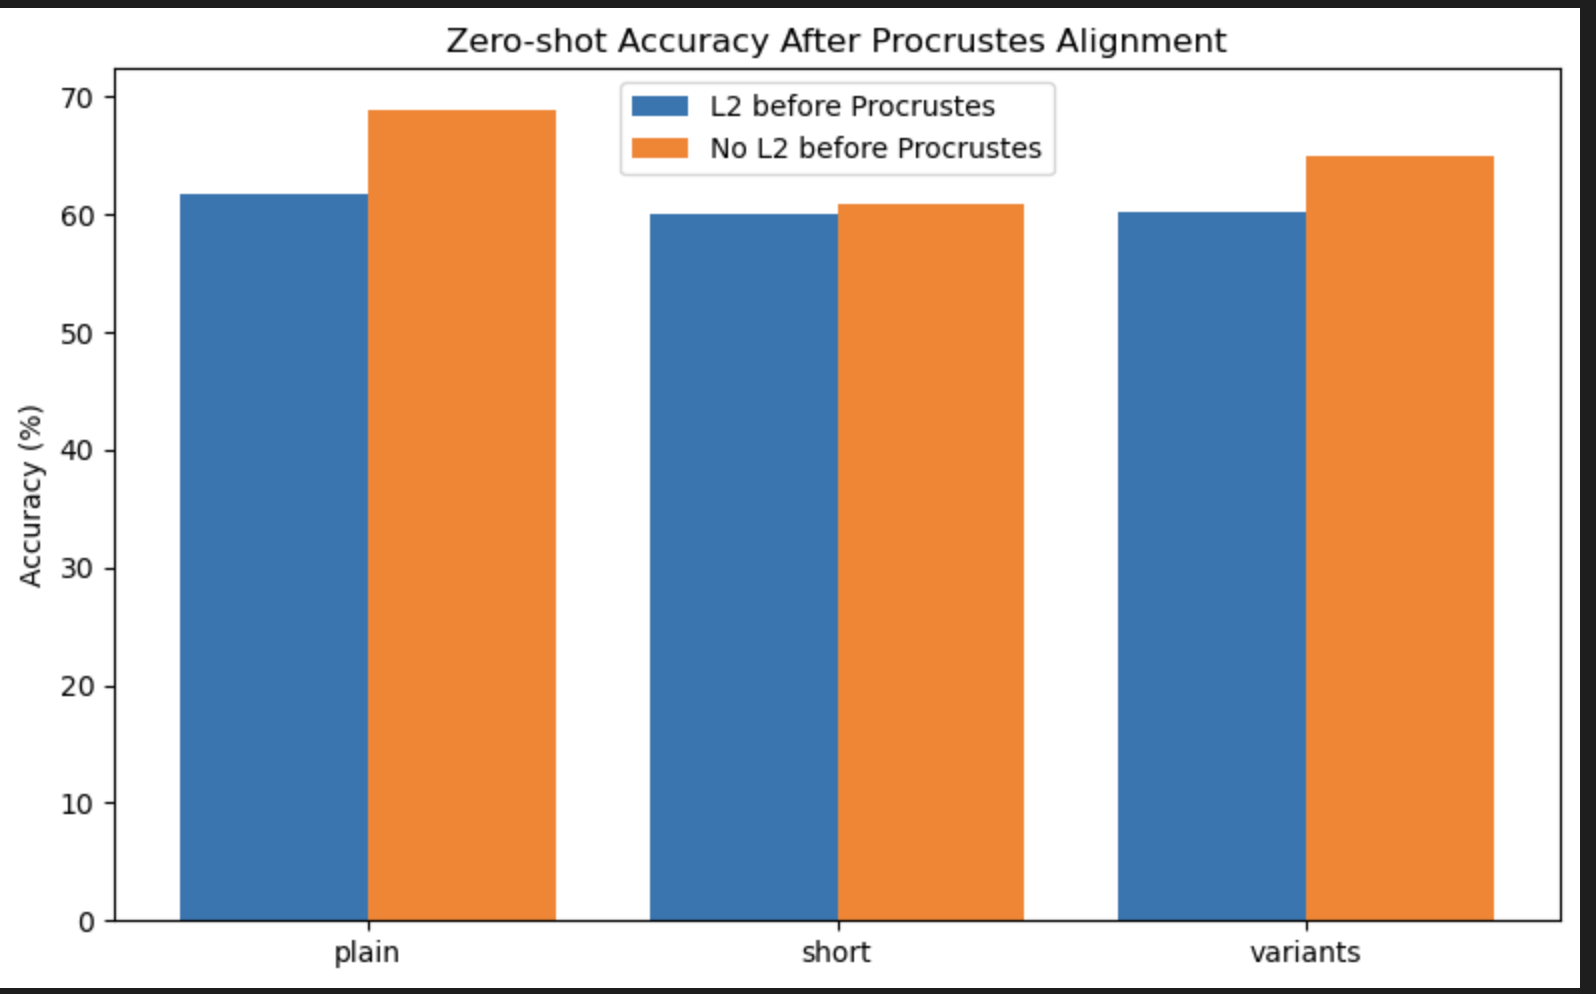 Zero-shot Accuracy After Procrustes Alignment
L2 before Procrustes
No L2 before Procrustes
Accuracy (%)
70
60
50
40
30
20
10
0
plain
short
variants